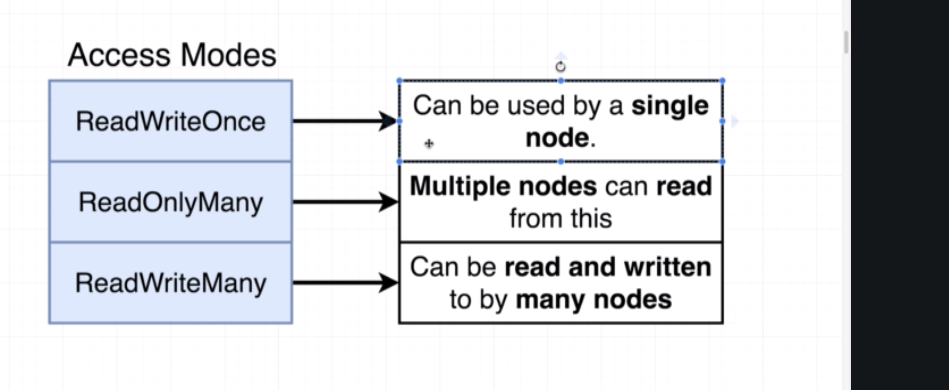 Access Modes
ReadWriteOnce
Can be used by a single
node.
ReadOnlyMany
Multiple nodes can read
from this
ReadWriteMany
Can be read and written
to by many nodes